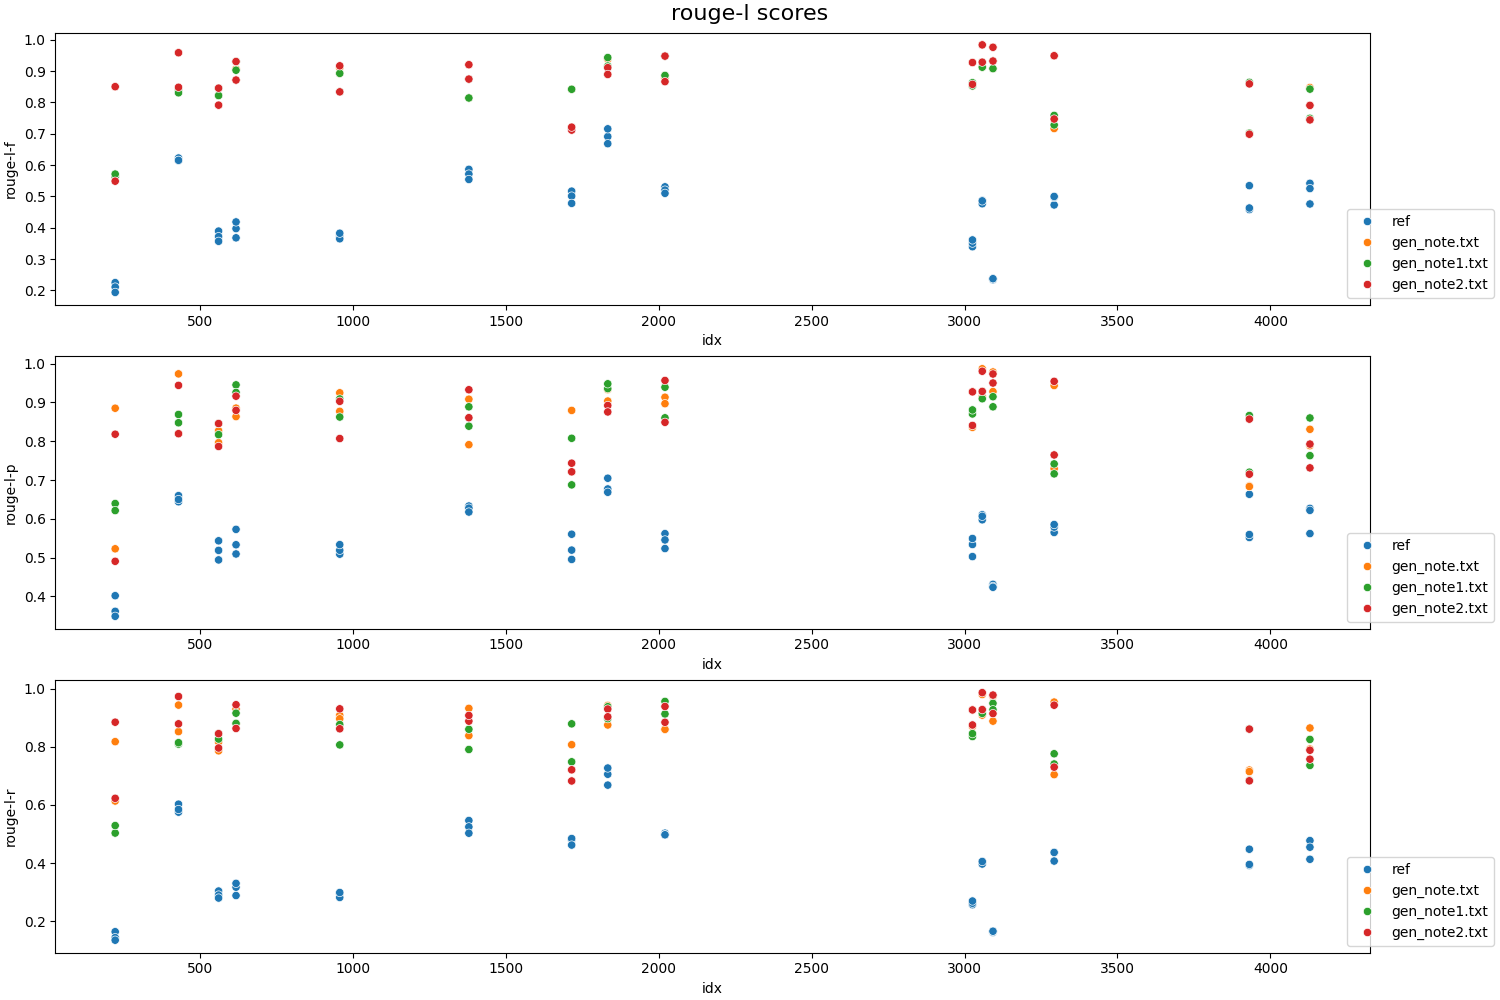 rouge-l scores
1.0
0.9
0.8
0.7
0.6
0.5
0.4
0.3
0.2
rouge-l-f
500 1000 1500 2000 2500 3000 3500 4000
idx
ref
gen_note.txt
gen_note1.txt
gen_note2.txt
1.0
0.9
0.8
0.7
0.6
0.5
0.4
rouge-l-p
500 1000 1500 2000 2500 3000 3500 4000
idx
ref
gen_note.txt
gen_note1.txt
gen_note2.txt
1.0
0.8
0.6
0.4
0.2
rouge-l-r
500 1000 1500 2000 2500 3000 3500 4000
idx
ref
gen_note.txt
gen_note1.txt
gen_note2.txt